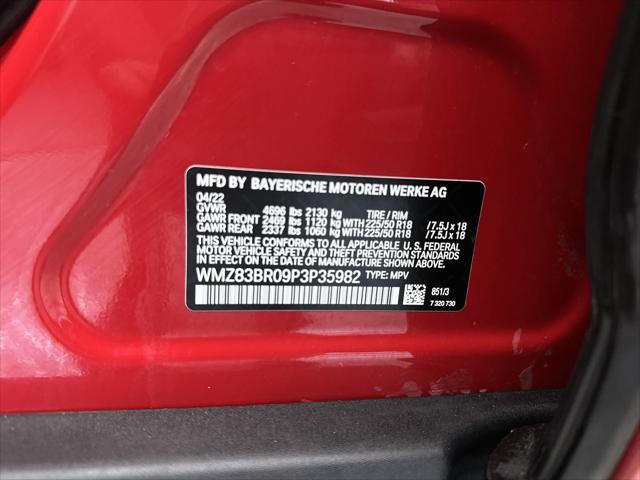 MFD BY BAYERISCHE MOTOREN WERKE AG
04/22
GVWR 4696 lbs 2130 kg TIRE / RIM
GAWR FRONT 2469 lbs 1120 kg WITH 225/50 R18 /7.5J x 18
GAWR REAR 2337 lbs 1060 kg WITH 225/50 R18 /7.5J x 18
THIS VEHICLE CONFORMS TO ALL APPLICABLE U. S. FEDERAL
MOTOR VEHICLE SAFETY AND THEFT PREVENTION STANDARDS
IN EFFECT ON THE DATE OF MANUFACTURE SHOWN ABOVE.
WMZ83BR09P3P35982 TYPE: MPV
851/3
7 320 730